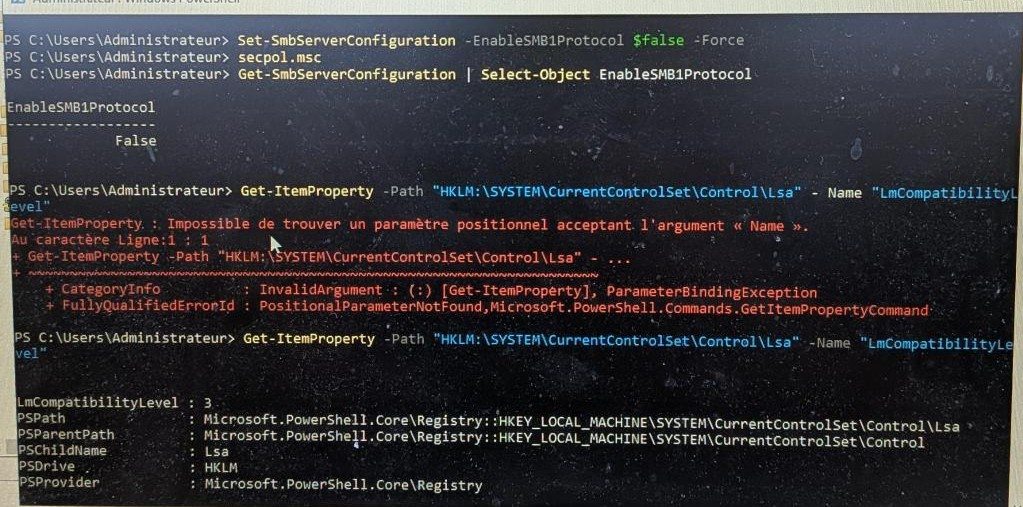 Administrateur : Windows PowerShell
PS C:\Users\Administrateur> Set-SmbServerConfiguration -EnableSMB1Protocol $false -Force
PS C:\Users\Administrateur> secpol.msc
PS C:\Users\Administrateur> Get-SmbServerConfiguration | Select-Object EnableSMB1Protocol
EnableSMB1Protocol
------------------
False
PS C:\Users\Administrateur> Get-ItemProperty -Path "HKLM:\SYSTEM\CurrentControlSet\Control\Lsa" - Name "LmCompatibilityL
evel"
Get-ItemProperty : Impossible de trouver un paramètre positionnel acceptant l'argument « Name ».
Au caractère Ligne:1 : 1
+ Get-ItemProperty -Path "HKLM:\SYSTEM\CurrentControlSet\Control\Lsa" - ...
+ ~~~~~~~~~~~~~~~~~~~~~~~~~~~~~~~~~~~~~~~~~~~~~~~~~~~~~~~~~~~~~~~~~~~~~
+ CategoryInfo : InvalidArgument : (:) [Get-ItemProperty], ParameterBindingException
+ FullyQualifiedErrorId : PositionalParameterNotFound,Microsoft.PowerShell.Commands.GetItemPropertyCommand
PS C:\Users\Administrateur> Get-ItemProperty -Path "HKLM:\SYSTEM\CurrentControlSet\Control\Lsa" -Name "LmCompatibilityLe
vel"
LmCompatibilityLevel : 3
PSPath : Microsoft.PowerShell.Core\Registry::HKEY_LOCAL_MACHINE\SYSTEM\CurrentControlSet\Control\Lsa
PSParentPath : Microsoft.PowerShell.Core\Registry::HKEY_LOCAL_MACHINE\SYSTEM\CurrentControlSet\Control
PSChildName : Lsa
PSDrive : HKLM
PSProvider : Microsoft.PowerShell.Core\Registry